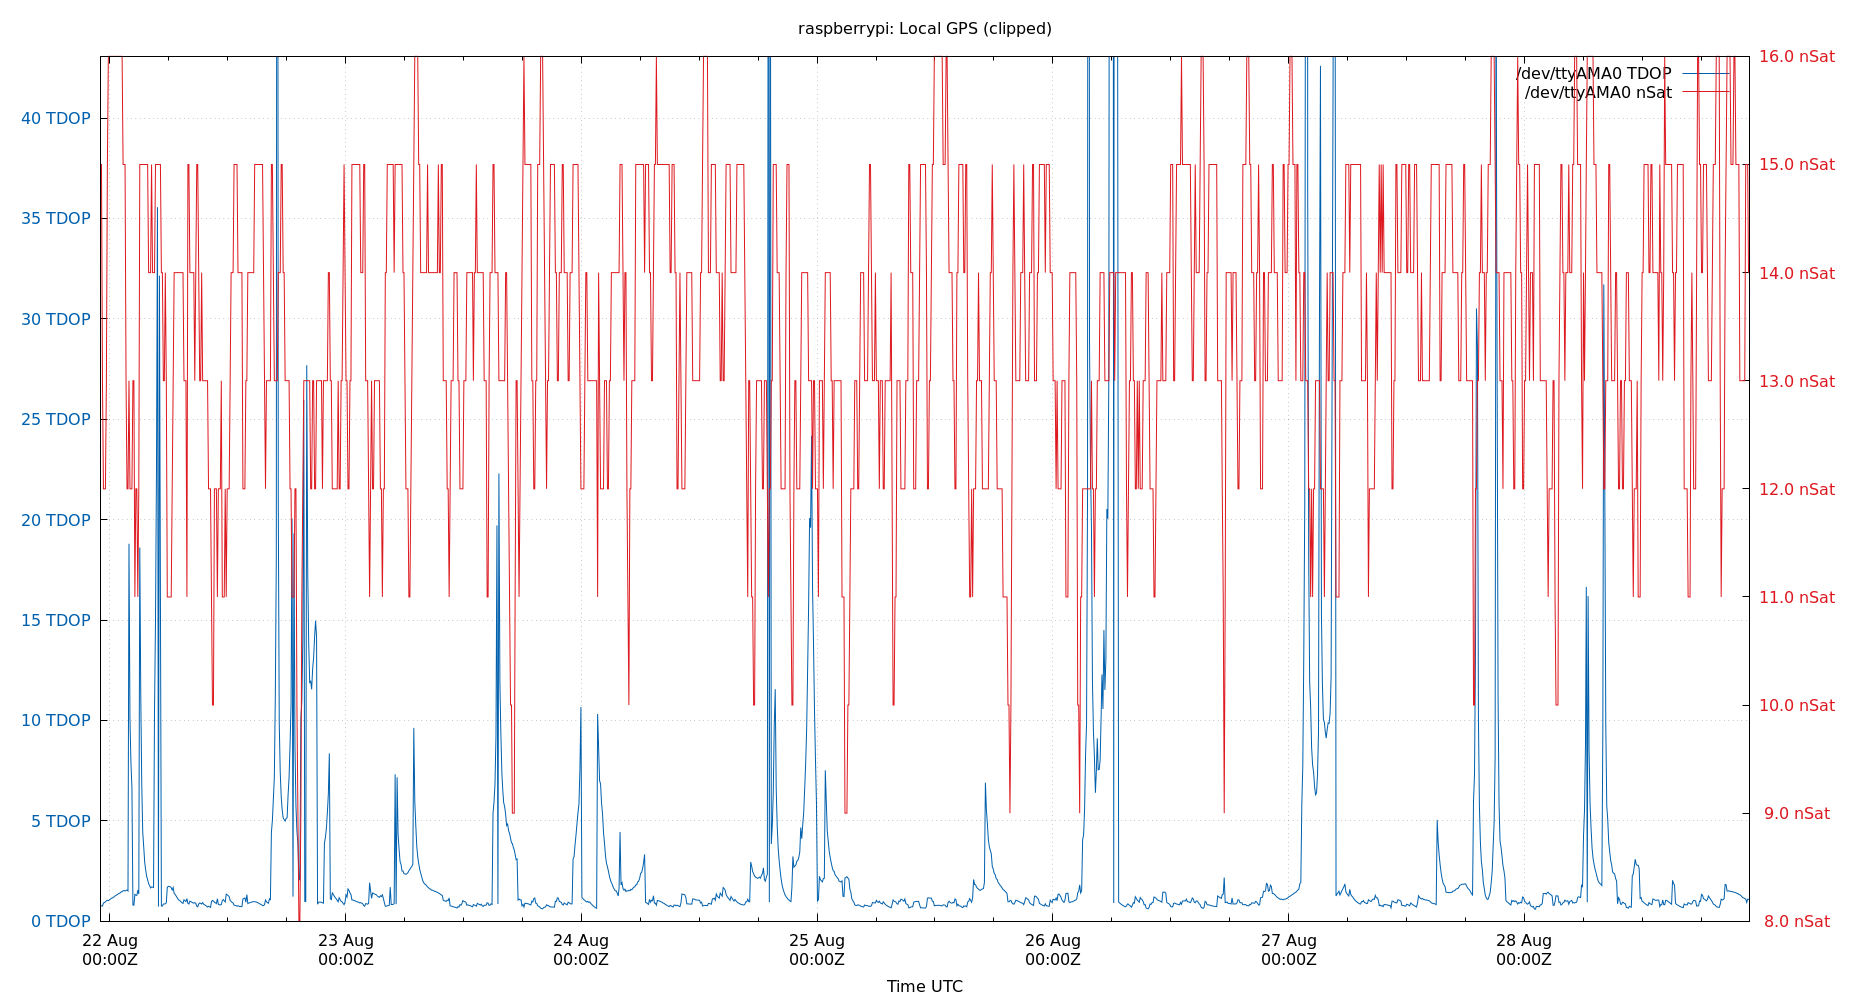 raspberrypi: Local GPS (clipped)
16.0 nSat
/dev/ttyAMA0 TDOP
/dev/ttyAMA0 nSat
40 TDOP
15.0 nSat
35 TDOP
14.0 nSat
30 TDOP
13.0 nSat
25 TDOP
12.0 nSat
20 TDOP
11.0 nSat
15 TDOP
10.0 nSat
10 TDOP
9.0 nSat
5 TDOP
0 TDOP
8.0 nSat
22 Aug 23 Aug 24 Aug 25 Aug 26 Aug 27 Aug 28 Aug
00:00Z 00:00Z 00:00Z 00:00Z 00:00Z 00:00Z 00:00Z
Time UTC